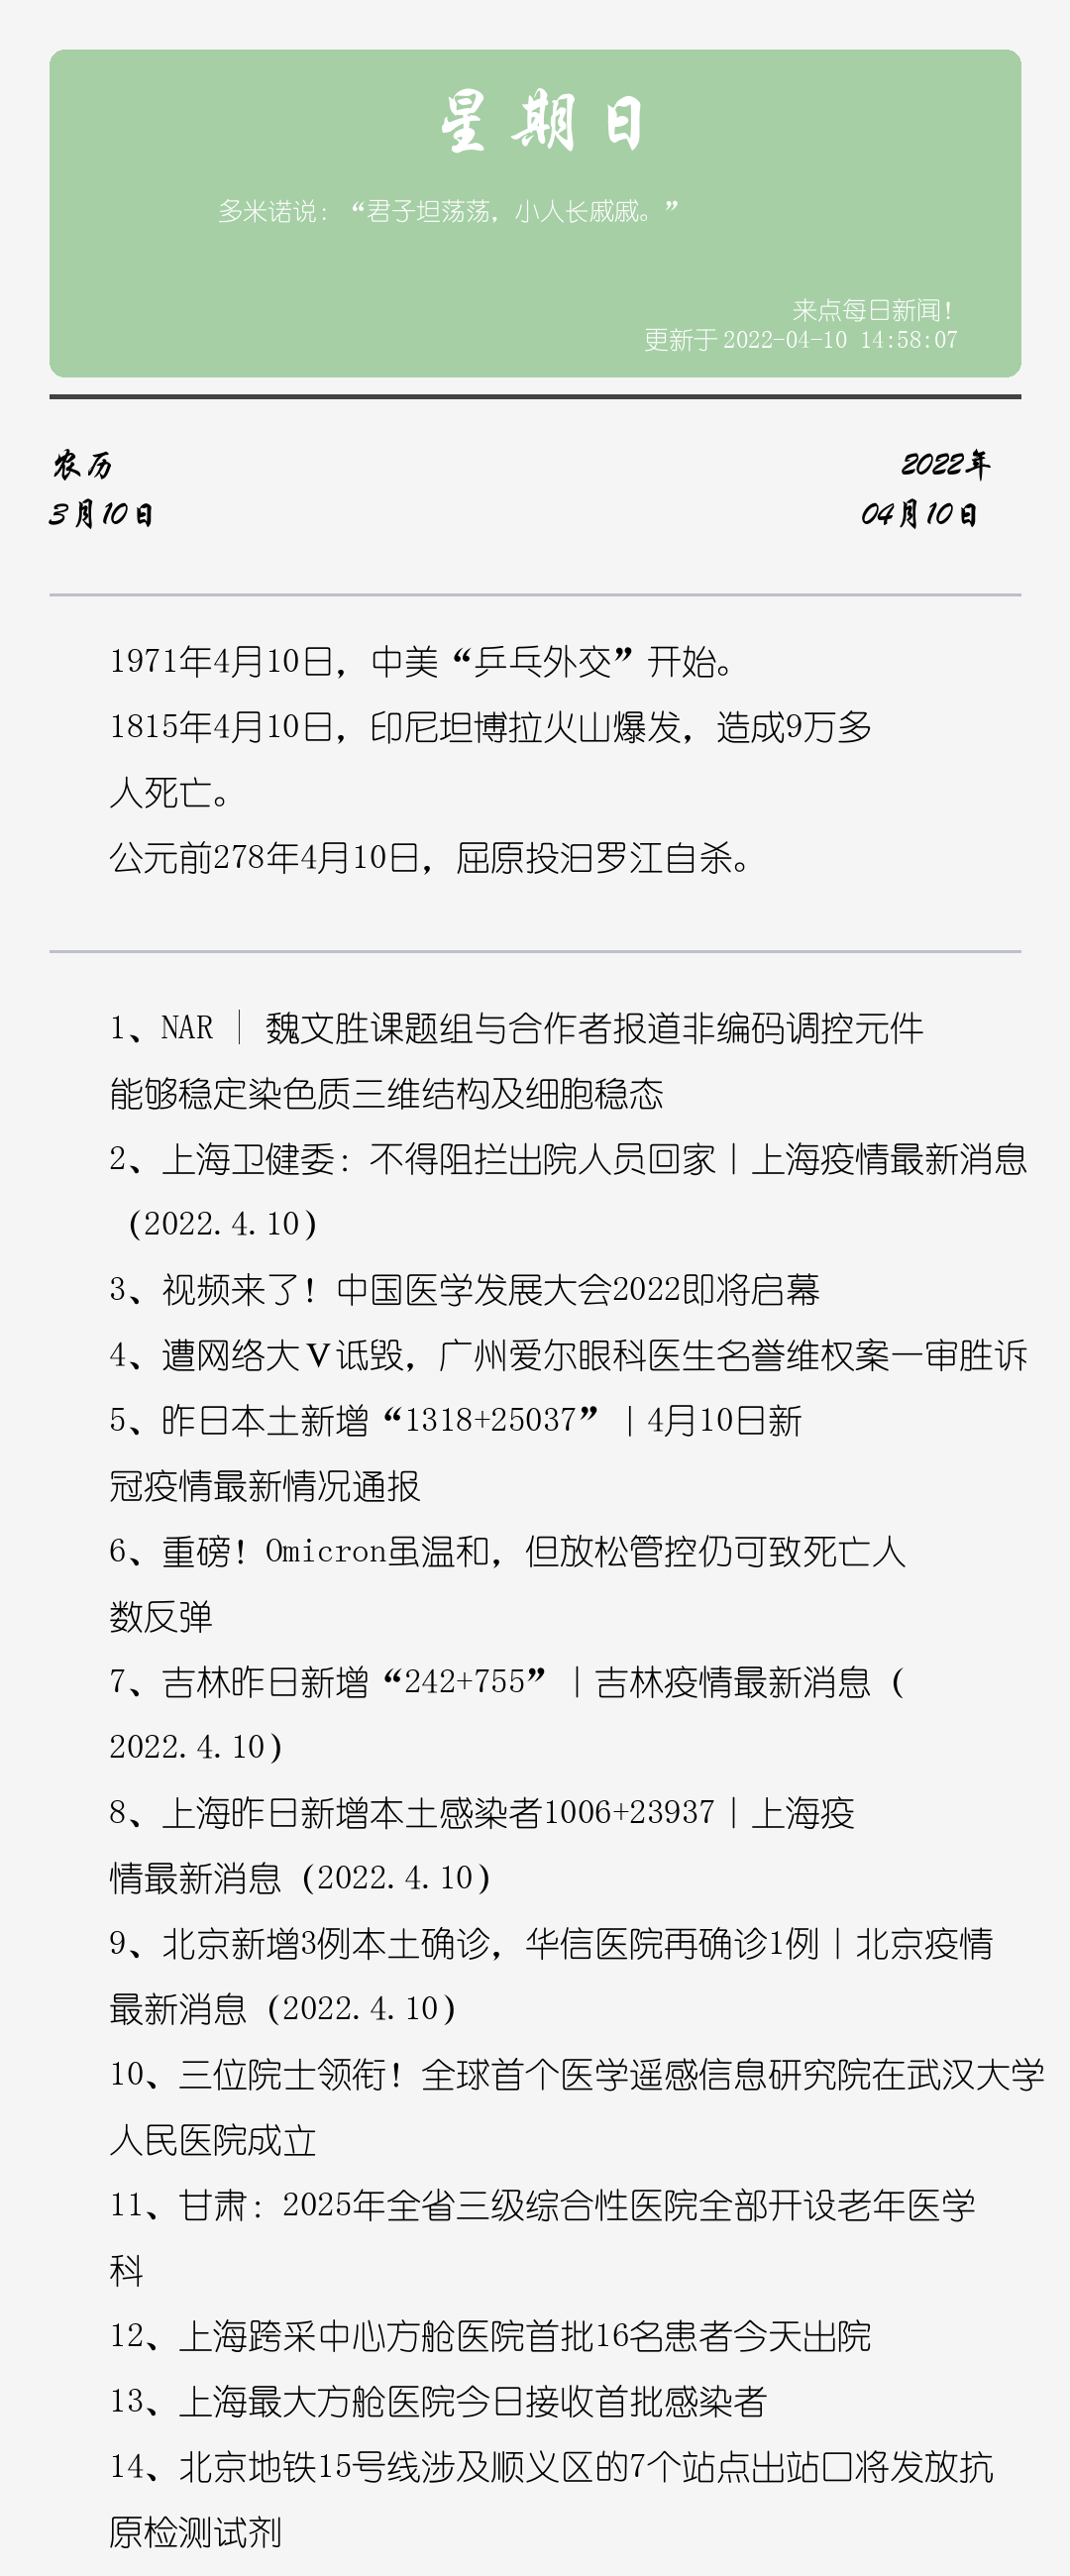 星期日
多米诺说：“君子坦荡荡，小人长戚戚。”
来点每日新闻！
更新于 2022-04-10 14:58:07
农历 2022年
3月10日 04月10日
1971年4月10日，中美“乒乓外交”开始。
1815年4月10日，印尼坦博拉火山爆发，造成9万多
人死亡。
公元前278年4月10日，屈原投汨罗江自杀。
1、NAR | 魏文胜课题组与合作者报道非编码调控元件
能够稳定染色质三维结构及细胞稳态
2、上海卫健委：不得阻拦出院人员回家丨上海疫情最新消息
（2022.4.10）
3、视频来了！中国医学发展大会2022即将启幕
4、遭网络大Ｖ诋毁，广州爱尔眼科医生名誉维权案一审胜诉
5、昨日本土新增“1318+25037”｜4月10日新
冠疫情最新情况通报
6、重磅！Omicron虽温和，但放松管控仍可致死亡人
数反弹
7、吉林昨日新增“242+755”｜吉林疫情最新消息（
2022.4.10）
8、上海昨日新增本土感染者1006+23937丨上海疫
情最新消息（2022.4.10）
9、北京新增3例本土确诊，华信医院再确诊1例丨北京疫情
最新消息（2022.4.10）
10、三位院士领衔！全球首个医学遥感信息研究院在武汉大学
人民医院成立
11、甘肃：2025年全省三级综合性医院全部开设老年医学
科
12、上海跨采中心方舱医院首批16名患者今天出院
13、上海最大方舱医院今日接收首批感染者
14、北京地铁15号线涉及顺义区的7个站点出站口将发放抗
原检测试剂